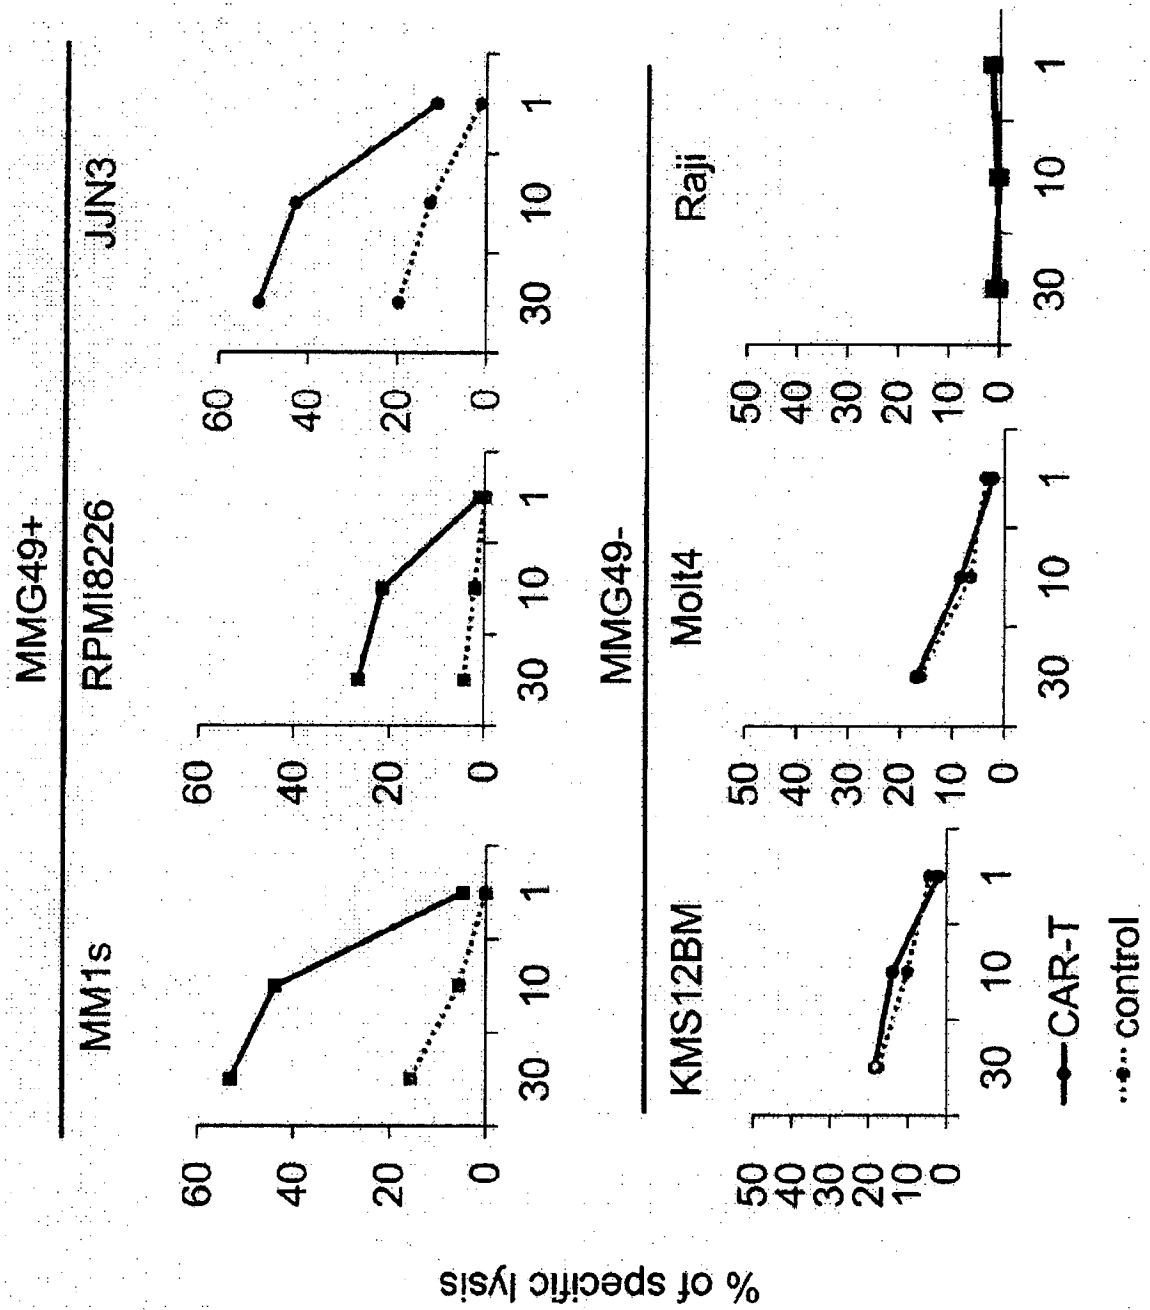 MMG49+
MM1s RPMI8226 JJN3
60 60 60
40 40 40
20 20 20
0 0 0
30 10 1 30 10 1 30 10 1
% of specific lysis
MMG49-
KMS12BM Molt4 Raji
50 50 50
40 40 40
30 30 30
20 20 20
10 10 10
0 0 0
30 10 1 30 10 1 30 10 1
CAR-T
control